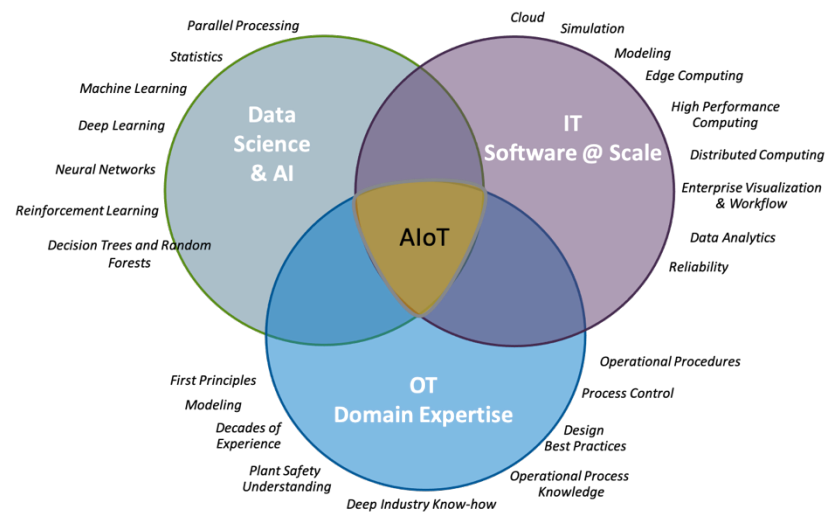 Parallel Processing
Statistics
Machine Learning
Deep Learning
Neural Networks
Reinforcement Learning
Decision Trees and Random
Forests
Data
Science
& AI
Cloud
Simulation
Modeling
Edge Computing
High Performance
Computing
Distributed Computing
Enterprise Visualization
& Workflow
Data Analytics
Reliability
IT
Software @ Scale
AIoT
OT
Domain Expertise
First Principles
Modeling
Decades of
Experience
Plant Safety
Understanding
Deep Industry Know-how
Operational Procedures
Process Control
Design
Best Practices
Operational Process
Knowledge